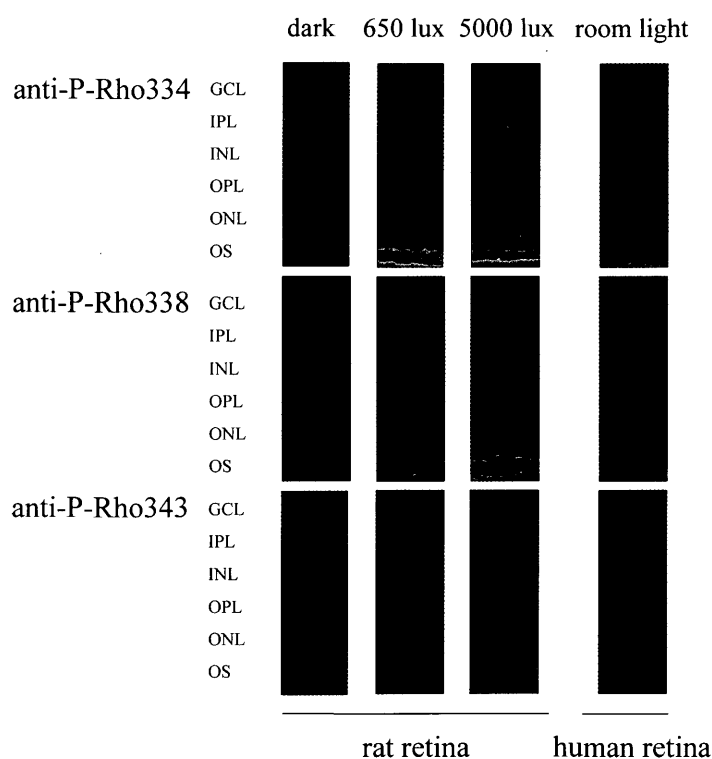 dark 650 lux 5000 lux room light
anti-P-Rho334 GCL
IPL
INL
OPL
ONL
OS
anti-P-Rho338 GCL
IPL
INL
OPL
ONL
OS
anti-P-Rho343 GCL
IPL
INL
OPL
ONL
OS
rat retina human retina